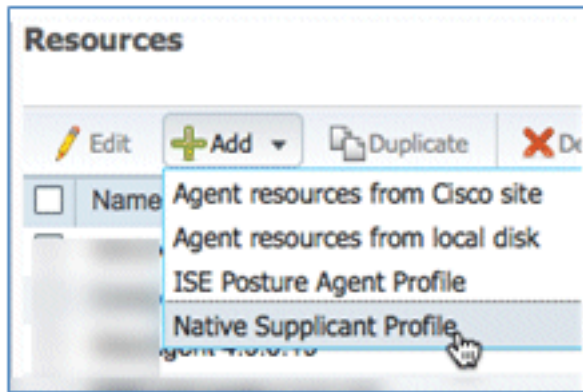 Resources
Edit Add Duplicate De
Name
Agent resources from Cisco site
Agent resources from local disk
ISE Posture Agent Profile
Native Supplicant Profile